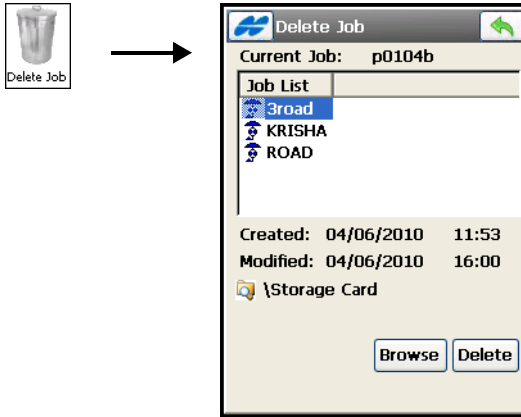 Delete Job
Delete Job
Current Job: p0104b
Job List
3road
KRISHA
ROAD
Created: 04/06/2010 11:53
Modified: 04/06/2010 16:00
\Storage Card
Browse Delete